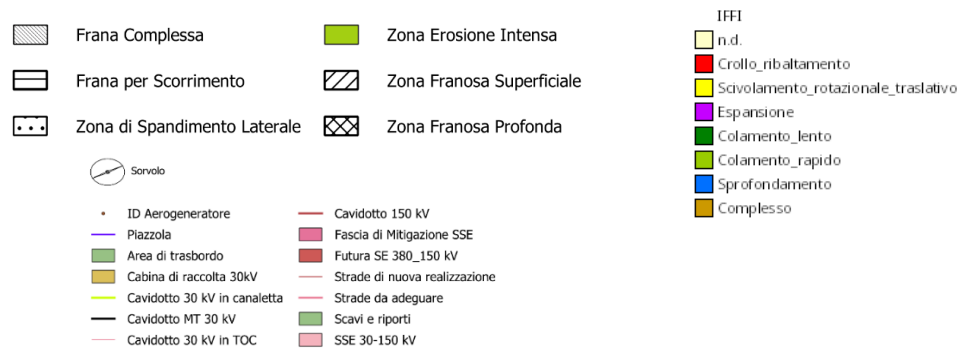 Frana Complessa
Frana per Scorrimento
Zona di Spandimento Laterale
Zona Erosione Intensa
Zona Franosa Superficiale
Zona Franosa Profonda
Sorvolo
ID Aerogeneratore
Piazzola
Area di trasbordo
Cabina di raccolta 30kV
Cavidotto 30 kV in canaletta
Cavidotto MT 30 kV
Cavidotto 30 kV in TOC
Cavidotto 150 kV
Fascia di Mitigazione SSE
Futura SE 380_150 kV
Strade di nuova realizzazione
Strade da adeguare
Scavi e riporti
SSE 30-150 kV
IFFI
n.d.
Crollo_ribaltamento
Scivolamento_rotazionale_traslativo
Espansione
Colamento_lento
Colamento_rapido
Sprofondamento
Complesso